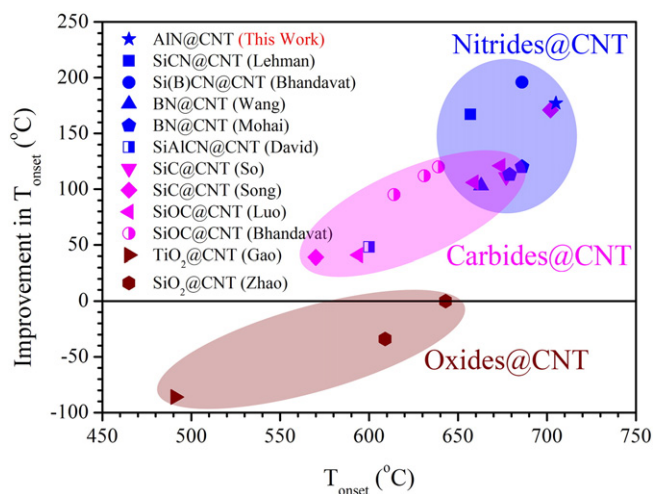 AlN@CNT (This Work)
SiCN@CNT (Lehman)
Si(B)CN@CNT (Bhandavat)
BN@CNT (Wang)
BN@CNT (Mohai)
SiAlCN@CNT (David)
SiC@CNT (So)
SiC@CNT (Song)
SiOC@CNT (Luo)
SiOC@CNT (Bhandavat)
TiO2@CNT (Gao)
SiO2@CNT (Zhao)
Nitrides@CNT
Carbides@CNT
Oxides@CNT
Improvement in Tonset (°C)
250
200
150
100
50
0
-50
-100
450 500 550 600 650 700 750
Tonset (°C)